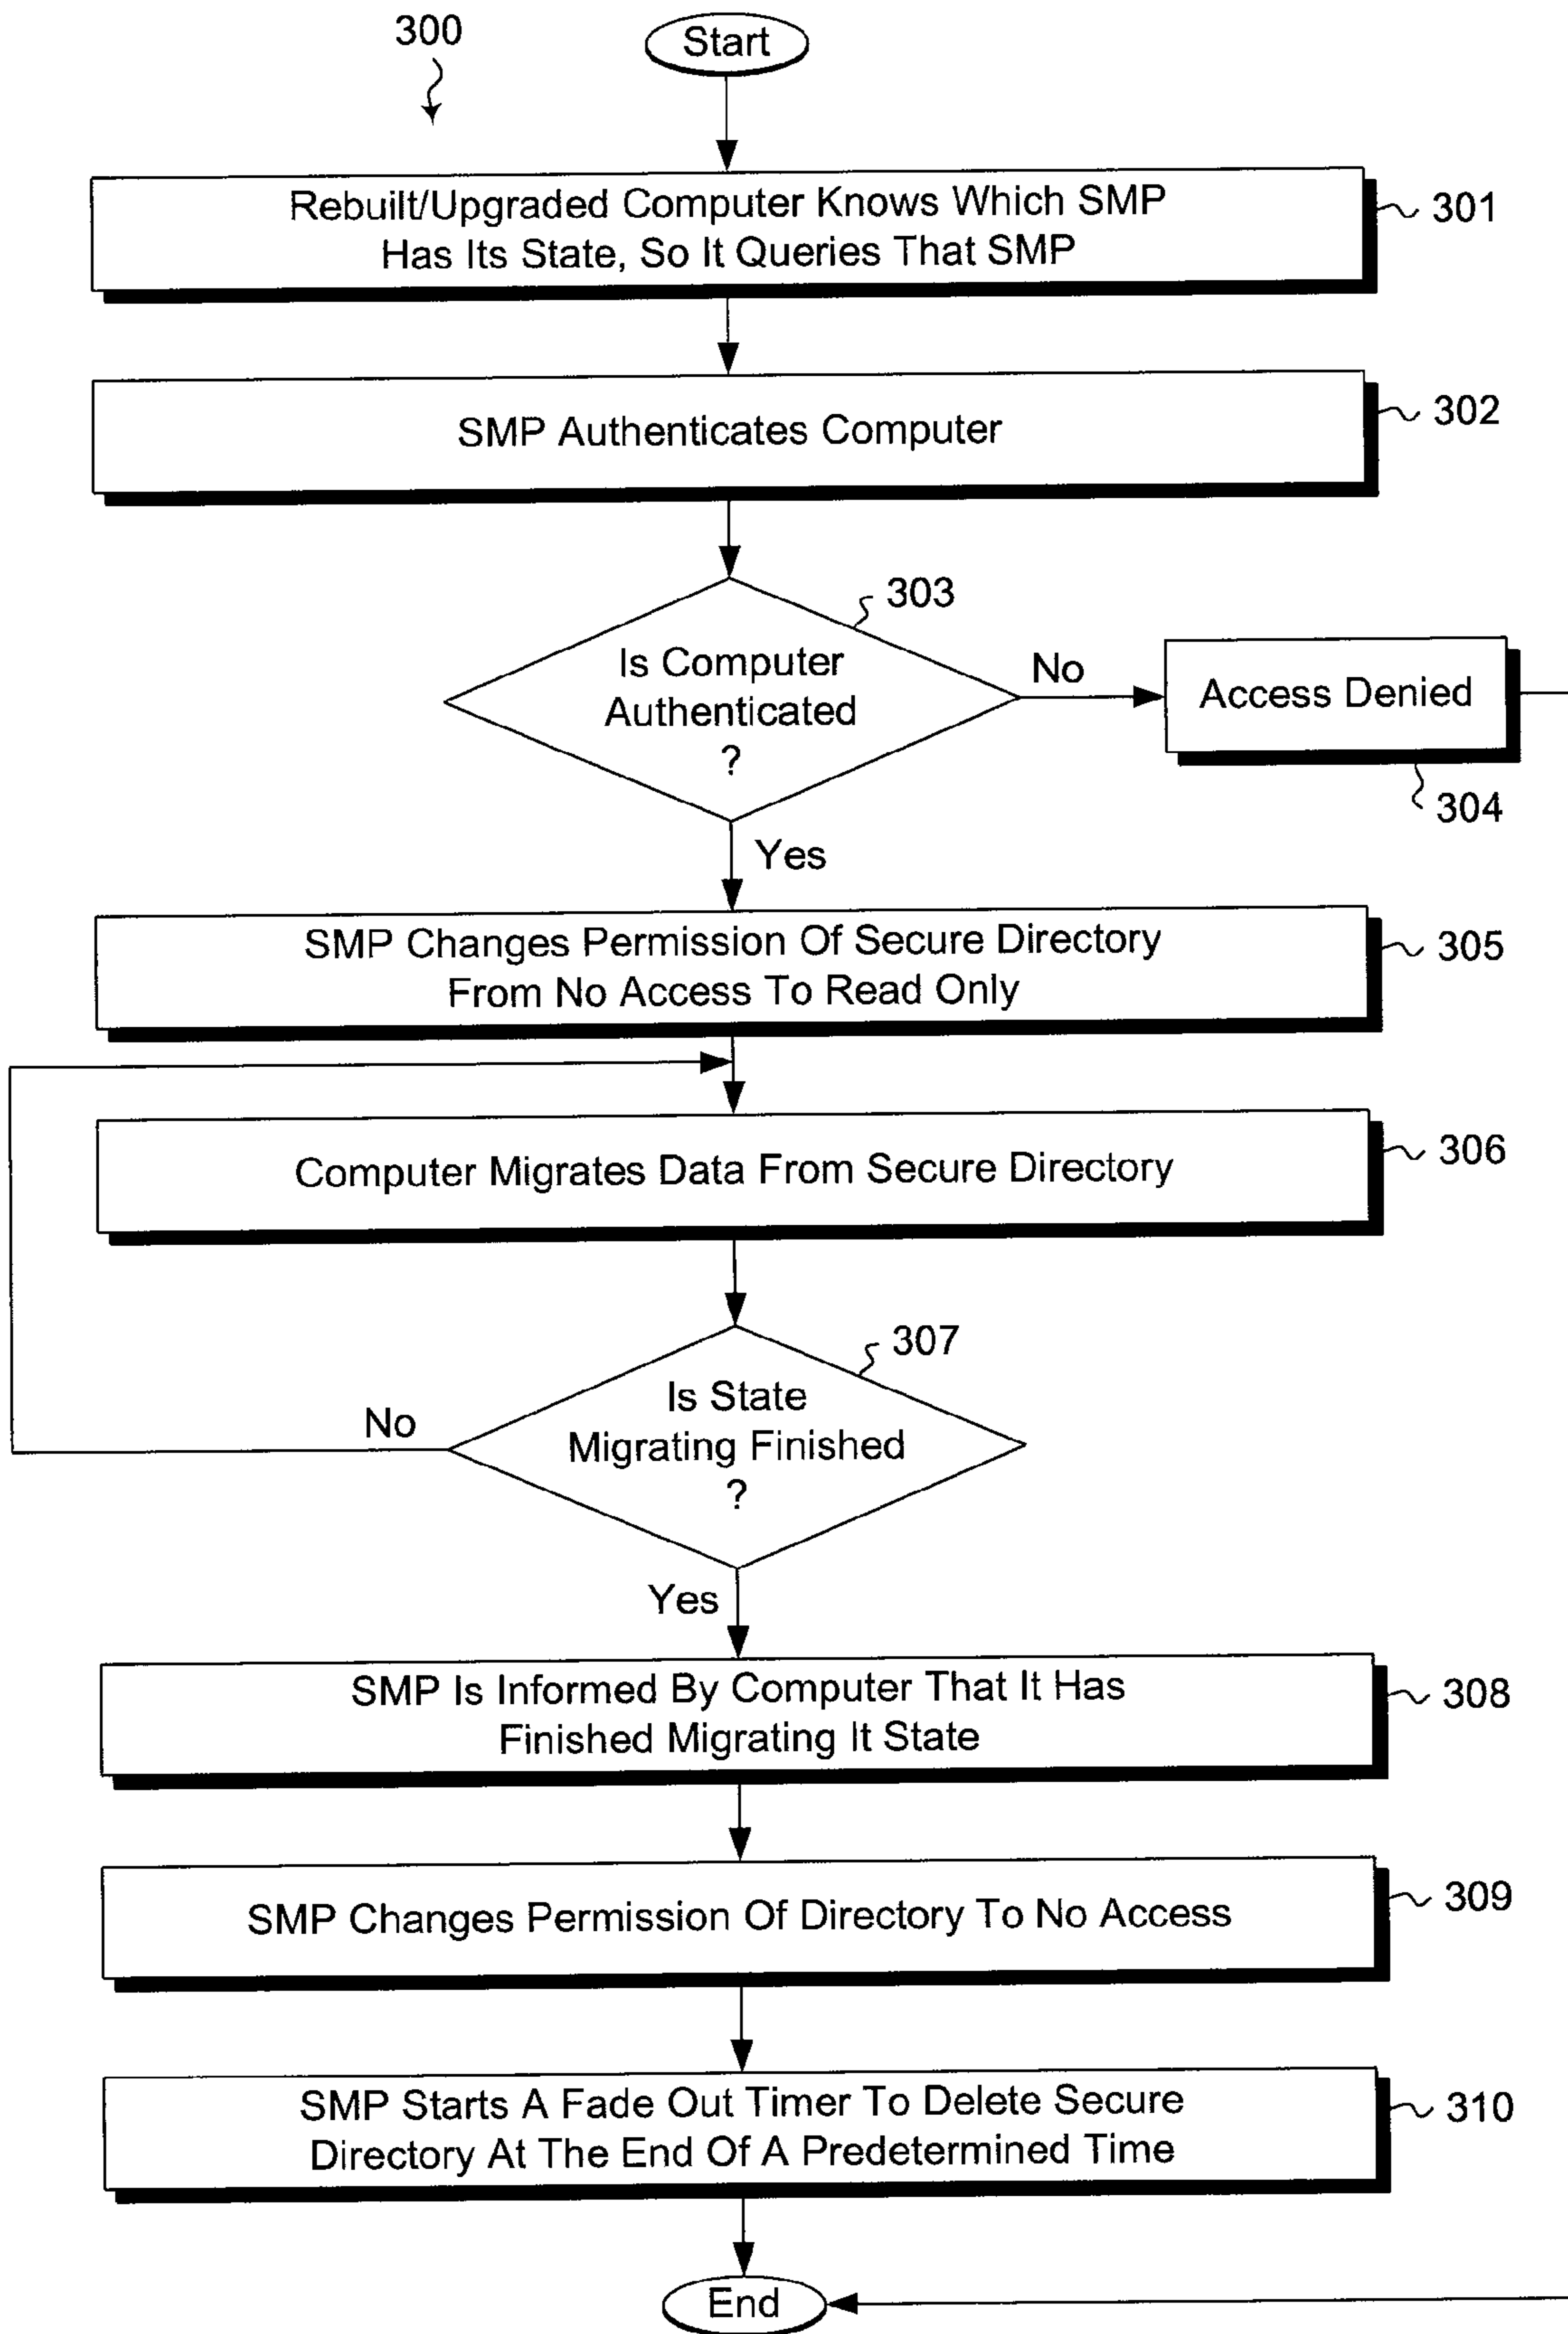 300
Start
Rebuilt/Upgraded Computer Knows Which SMP
Has Its State, So It Queries That SMP
301
SMP Authenticates Computer
302
303
Is Computer
Authenticated
?
No
Access Denied
304
Yes
SMP Changes Permission Of Secure Directory
From No Access To Read Only
305
Computer Migrates Data From Secure Directory
306
307
Is State
Migrating Finished
?
No
Yes
SMP Is Informed By Computer That It Has
Finished Migrating It State
308
SMP Changes Permission Of Directory To No Access
309
SMP Starts A Fade Out Timer To Delete Secure
Directory At The End Of A Predetermined Time
310
End